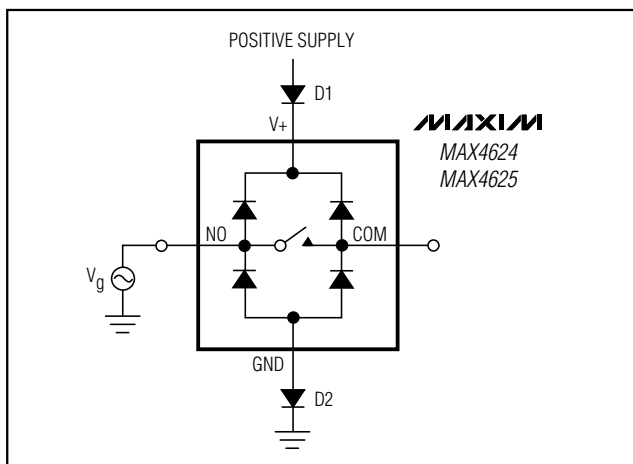 POSITIVE SUPPLY
D1
V+
MAXIM
MAX4624
MAX4625
NO
COM
Vg
GND
D2